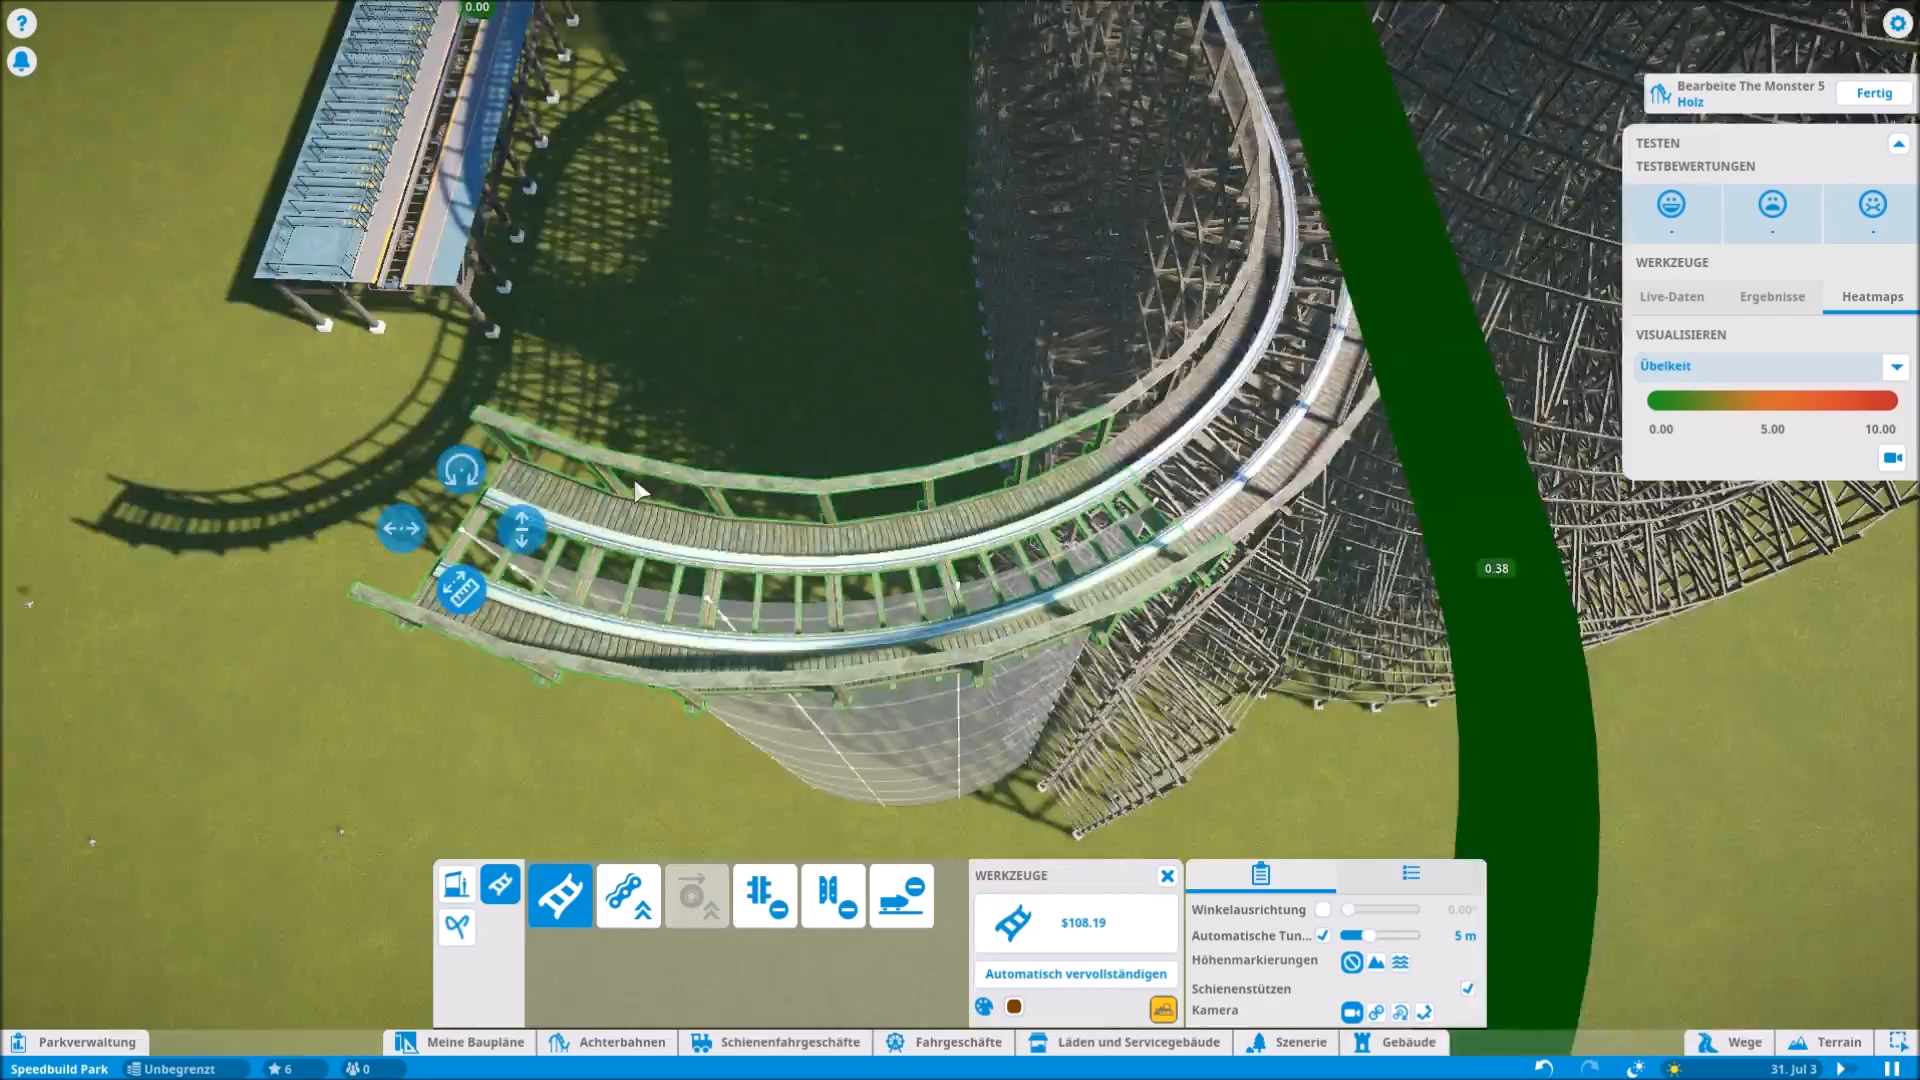 0.00
?
Bearbeite The Monster 5
Holz
Fertig
TESTEN
TESTBEWERTUNGEN
- - -
WERKZEUGE
Live-Daten Ergebnisse Heatmaps
VISUALISIEREN
Übelkeit
0.00 5.00 10.00
0.38
WERKZEUGE
$108.19
Automatisch vervollständigen
Winkelausrichtung 0.00°
Automatische Tun... 5 m
Höhenmarkierungen
Schienenstützen
Kamera
Parkverwaltung Meine Baupläne Achterbahnen Schienenfahrgeschäfte Fahrgeschäfte Läden und Servicegebäude Szenerie Gebäude Wege Terrain
Speedbuild Park Unbegrenzt 6 0 31. Jul 3